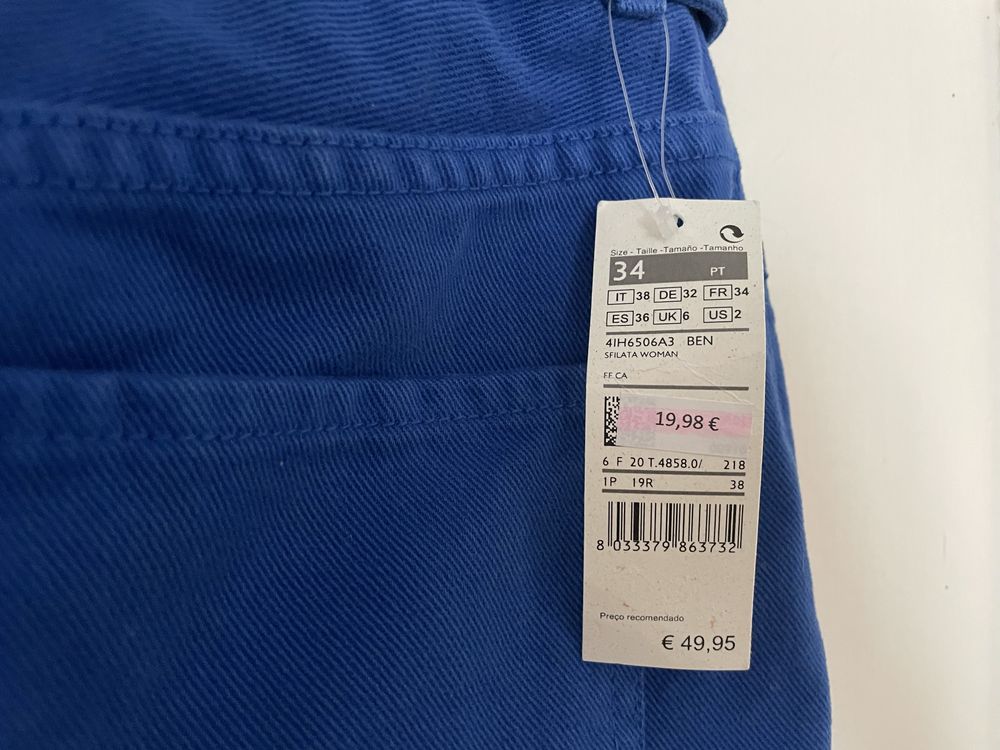 Size - Taille -Tamaño -Tamanho
34 PT
IT 38 DE 32 FR 34
ES 36 UK 6 US 2
4IH6506A3 BEN
SFILATA WOMAN
FF CA
19,98 €
6 F 20 T.4858.0/ 218
1P 19R 38
8 033379 863732
Preço recomendado
€ 49,95